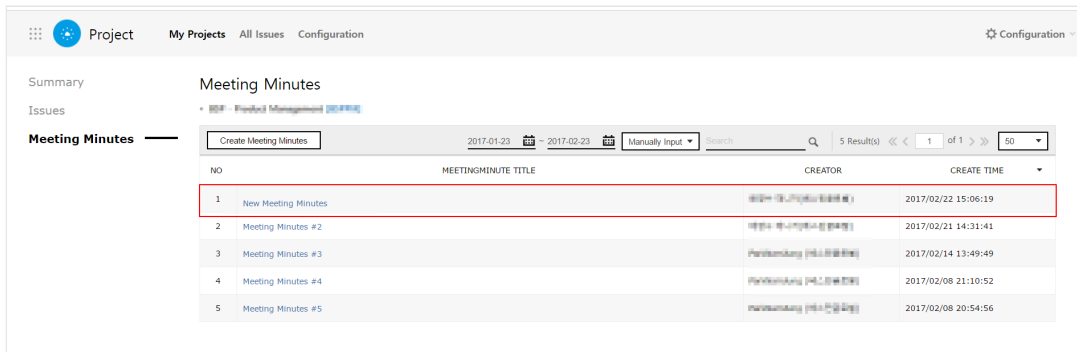 Project My Projects All Issues Configuration Configuration
Summary
Issues
Meeting Minutes
Meeting Minutes
Create Meeting Minutes 2017-01-23 ~ 2017-02-23 Manually Input Search 5 Result(s) 1 of 1 50
NO MEETINGMINUTE TITLE CREATOR CREATE TIME
1 New Meeting Minutes 2017/02/22 15:06:19
2 Meeting Minutes #2 2017/02/21 14:31:41
3 Meeting Minutes #3 2017/02/14 13:49:49
4 Meeting Minutes #4 2017/02/08 21:10:52
5 Meeting Minutes #5 2017/02/08 20:54:56